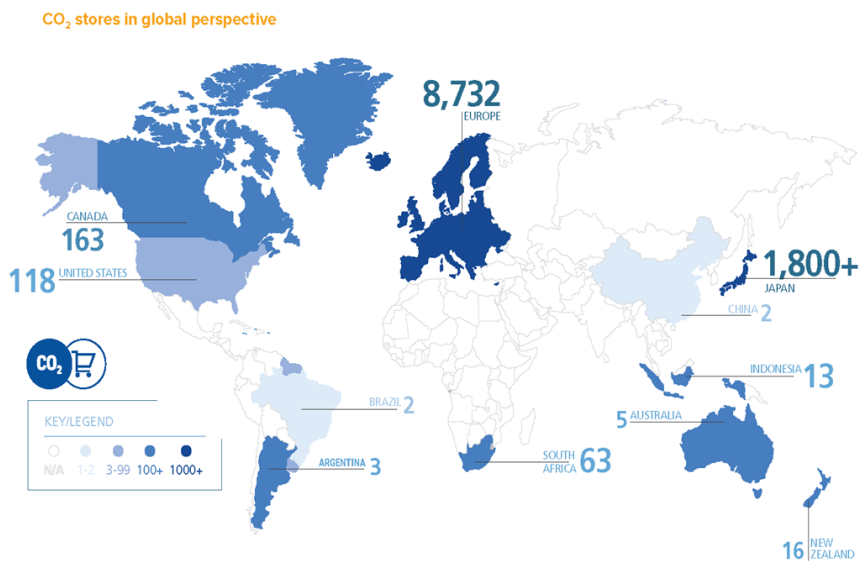 CO2 stores in global perspective
8,732
EUROPE
CANADA
163
118 UNITED STATES
1,800+
JAPAN
CHINA 2
CO2
INDONESIA 13
BRAZIL 2
5 AUSTRALIA
KEY/LEGEND
N/A 1-2 3-99 100+ 1000+
ARGENTINA 3
SOUTH
AFRICA 63
16 NEW
ZEALAND